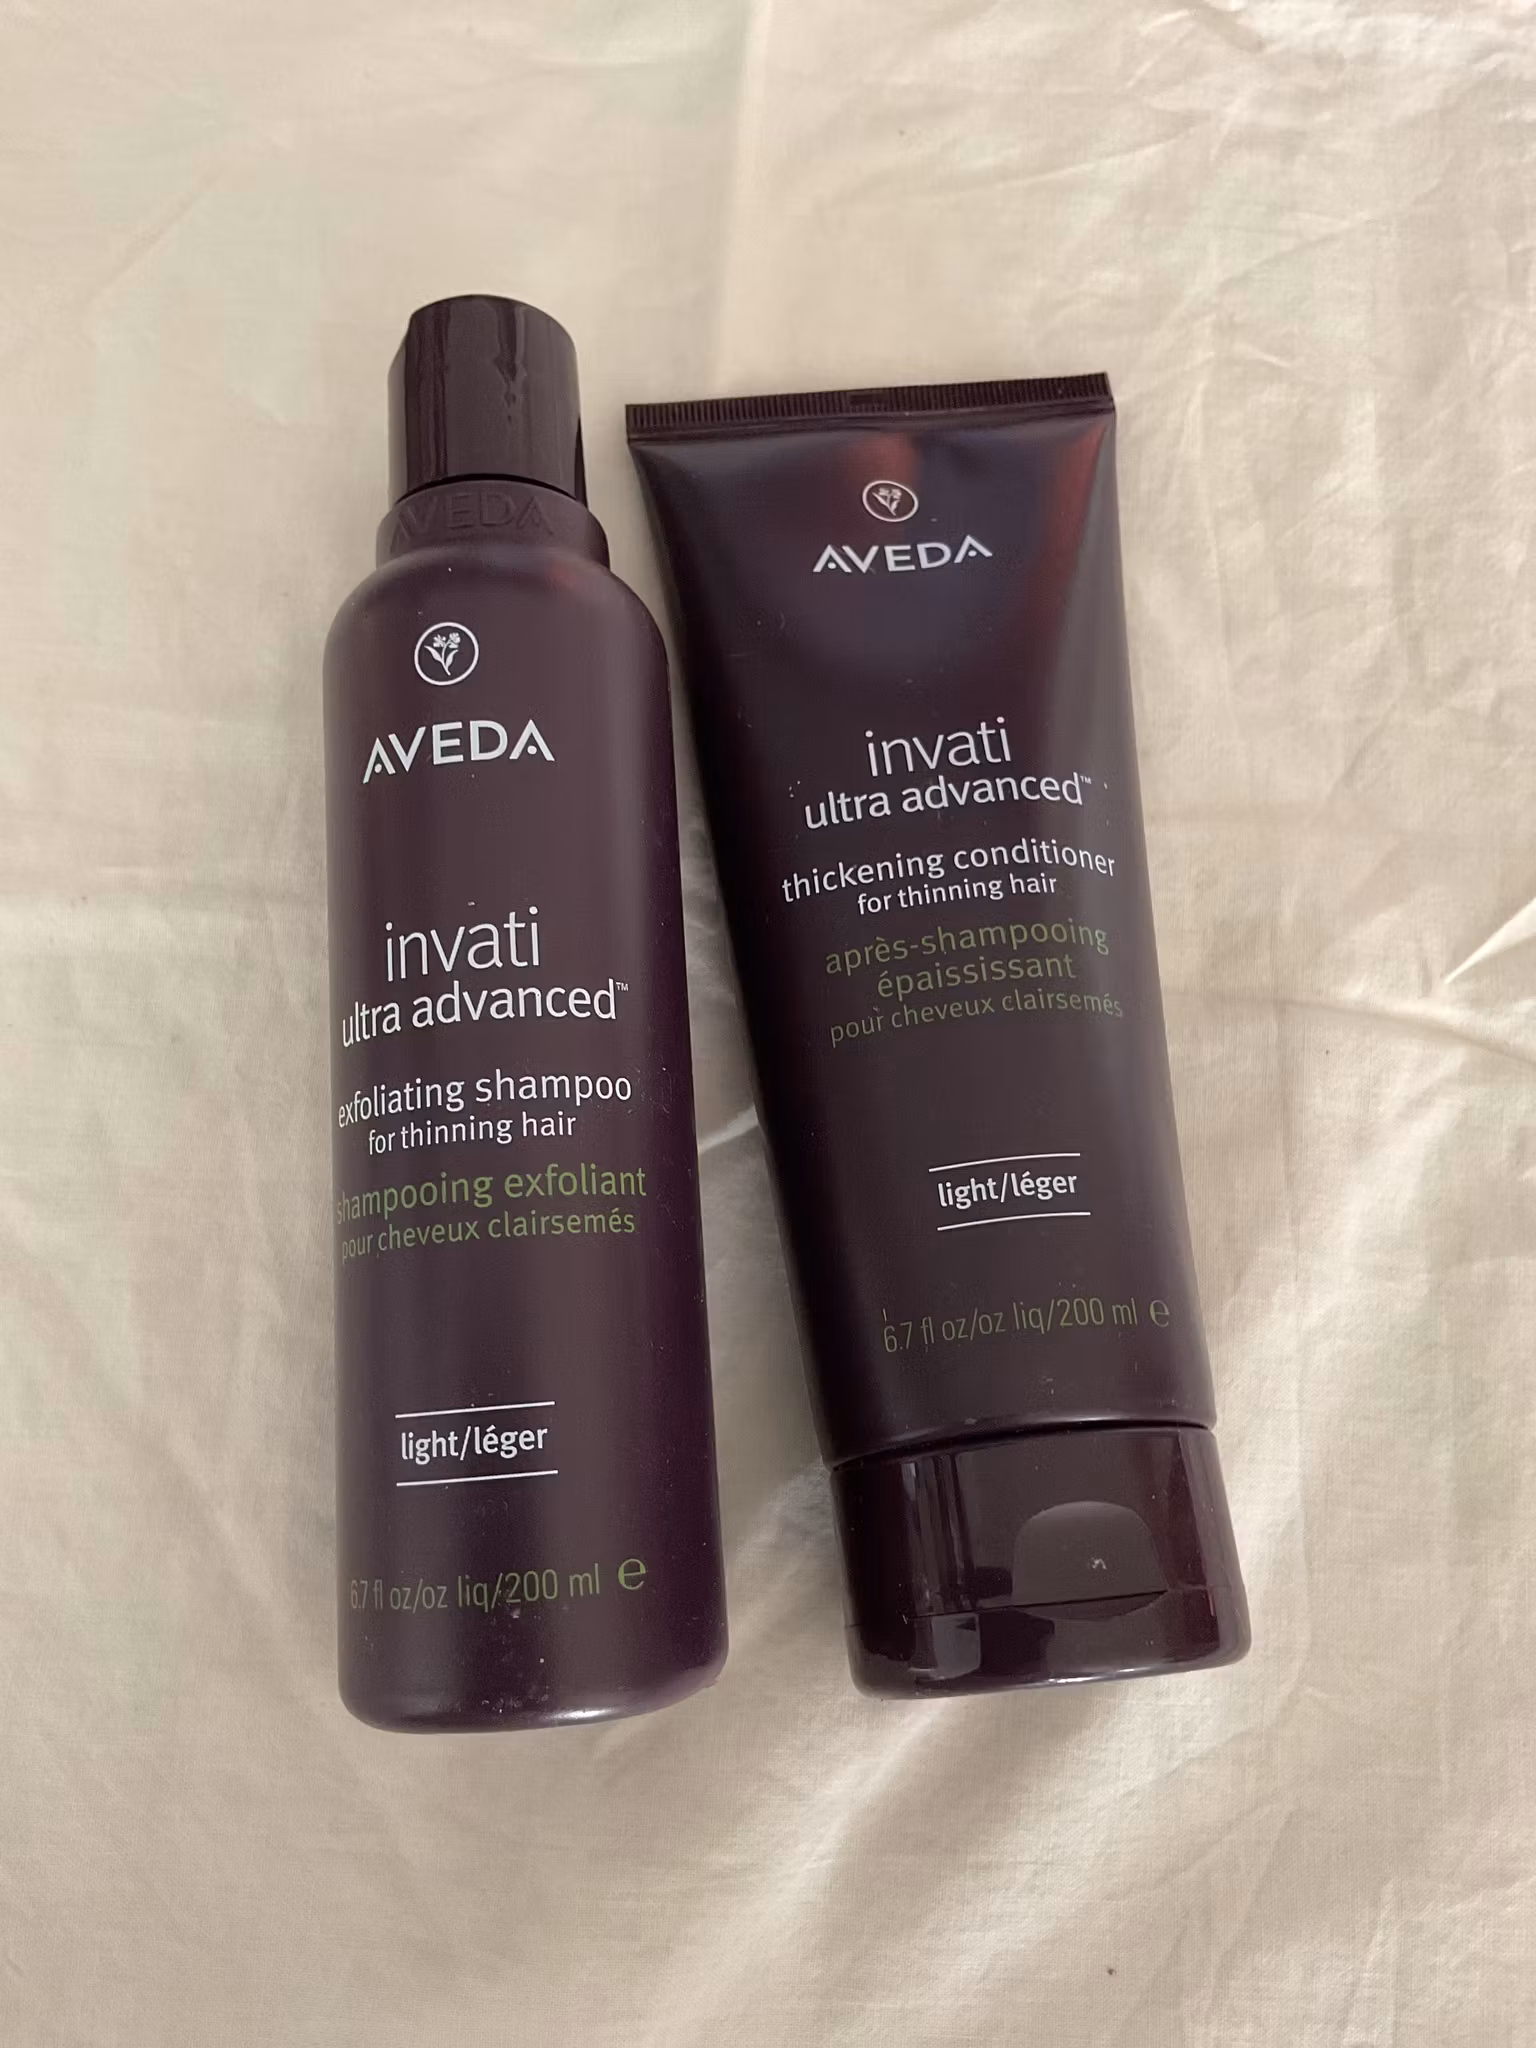 AVEDA
AVEDA
invati
ultra advanced™
exfoliating shampoo
for thinning hair
shampooing exfoliant
pour cheveux clairsemés
light/léger
6.7 fl oz/oz liq/200 ml e
AVEDA
invati
ultra advanced™
thickening conditioner
for thinning hair
après-shampooing
épaississant
pour cheveux clairsemés
light/léger
6.7 fl oz/oz liq/200 ml e